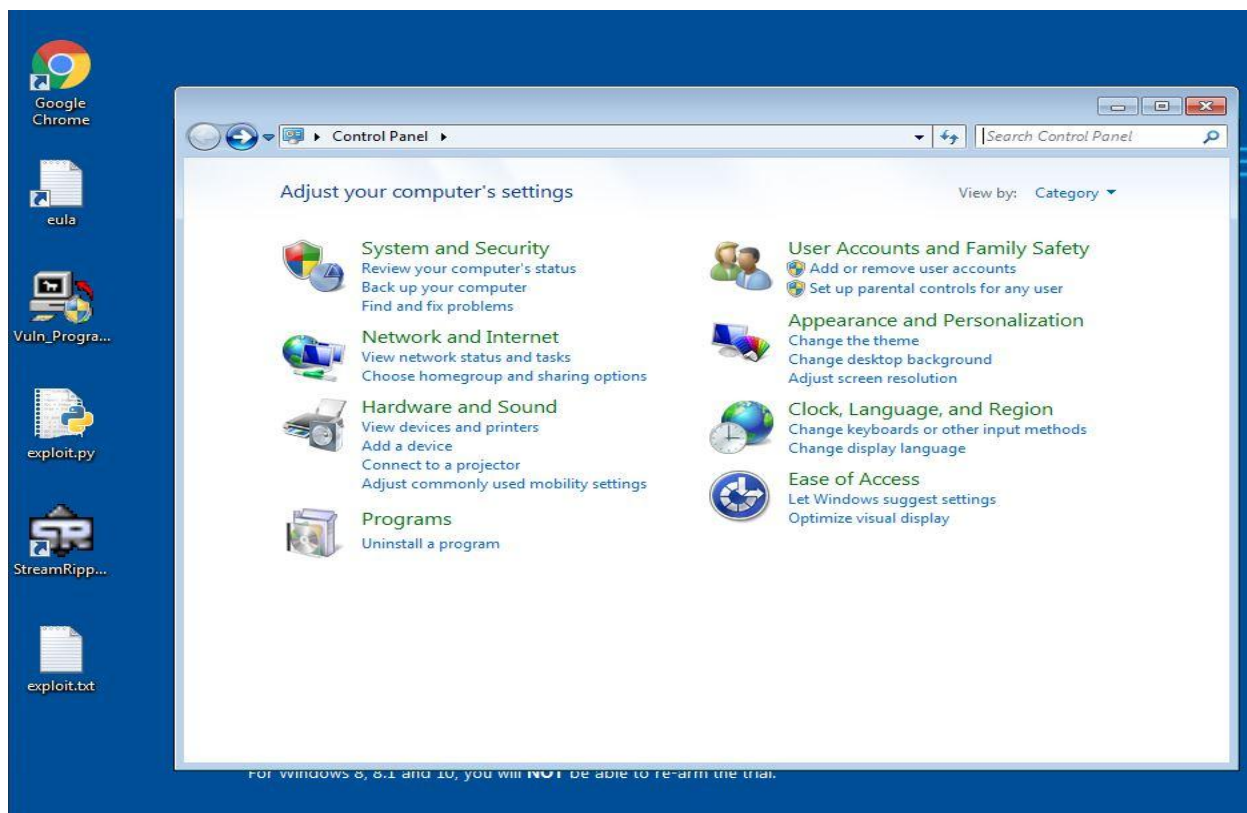 Google
Chrome
eula
Vuln_Progra...
exploit.py
StreamRipp...
exploit.txt
Control Panel
Search Control Panel
Adjust your computer's settings
View by: Category
System and Security
Review your computer's status
Back up your computer
Find and fix problems
Network and Internet
View network status and tasks
Choose homegroup and sharing options
Hardware and Sound
View devices and printers
Add a device
Connect to a projector
Adjust commonly used mobility settings
Programs
Uninstall a program
User Accounts and Family Safety
Add or remove user accounts
Set up parental controls for any user
Appearance and Personalization
Change the theme
Change desktop background
Adjust screen resolution
Clock, Language, and Region
Change keyboards or other input methods
Change display language
Ease of Access
Let Windows suggest settings
Optimize visual display
For Windows 8, 8.1 and 10, you will NOT be able to re-arm the trial.